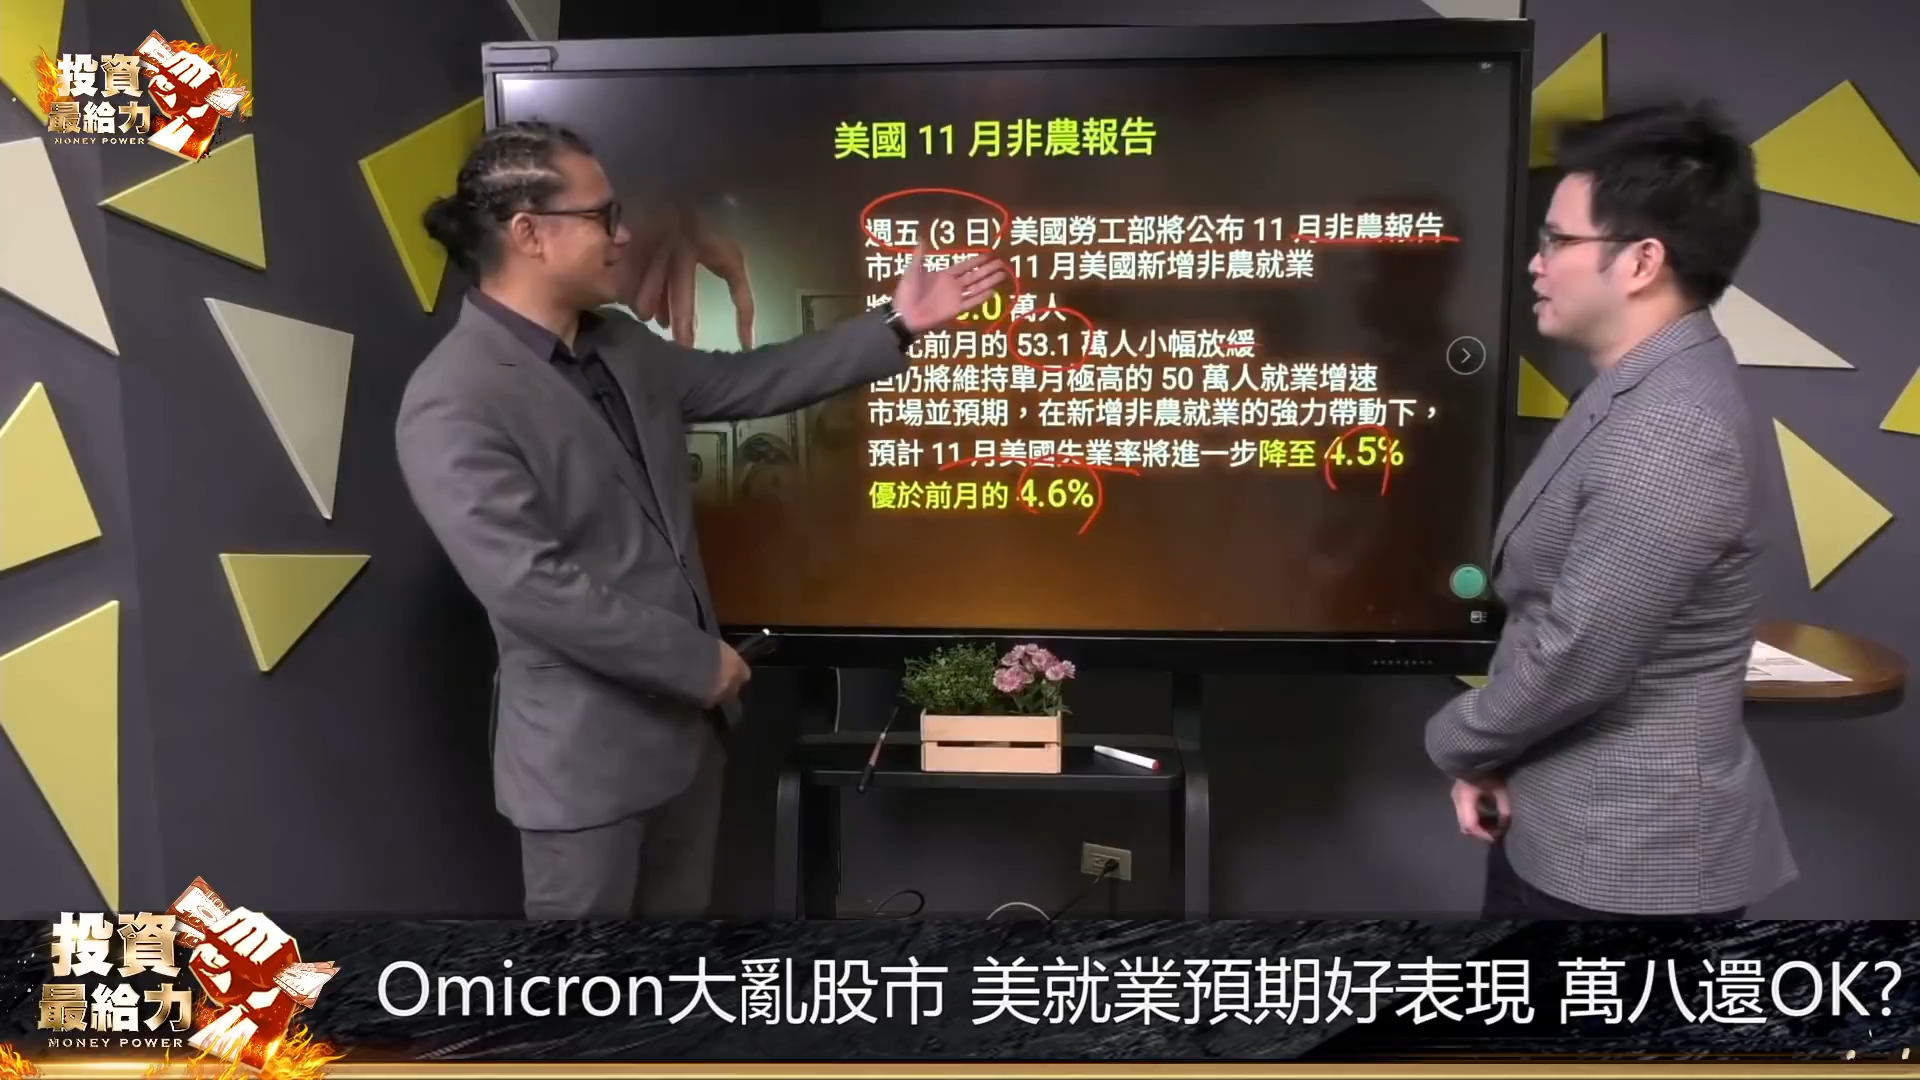 投資
最給力
MONEY POWER
美國 11 月非農報告
週五 (3 日) 美國勞工部將公布 11 月非農報告
市場預期 11 月美國新增非農就業
.0 萬人
前月的 53.1 萬人小幅放緩
但仍將維持單月極高的 50 萬人就業增速
市場並預期，在新增非農就業的強力帶動下，
預計 11 月美國失業率將進一步降至 4.5%
優於前月的 4.6%
投資
最給力
MONEY POWER
Omicron大亂股市 美就業預期好表現 萬八還OK?